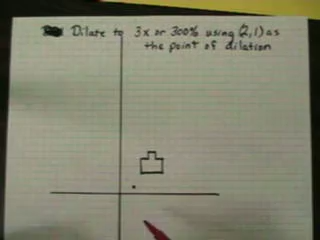 Dilate to 3x or 300% using (2,1) as
the point of dilation